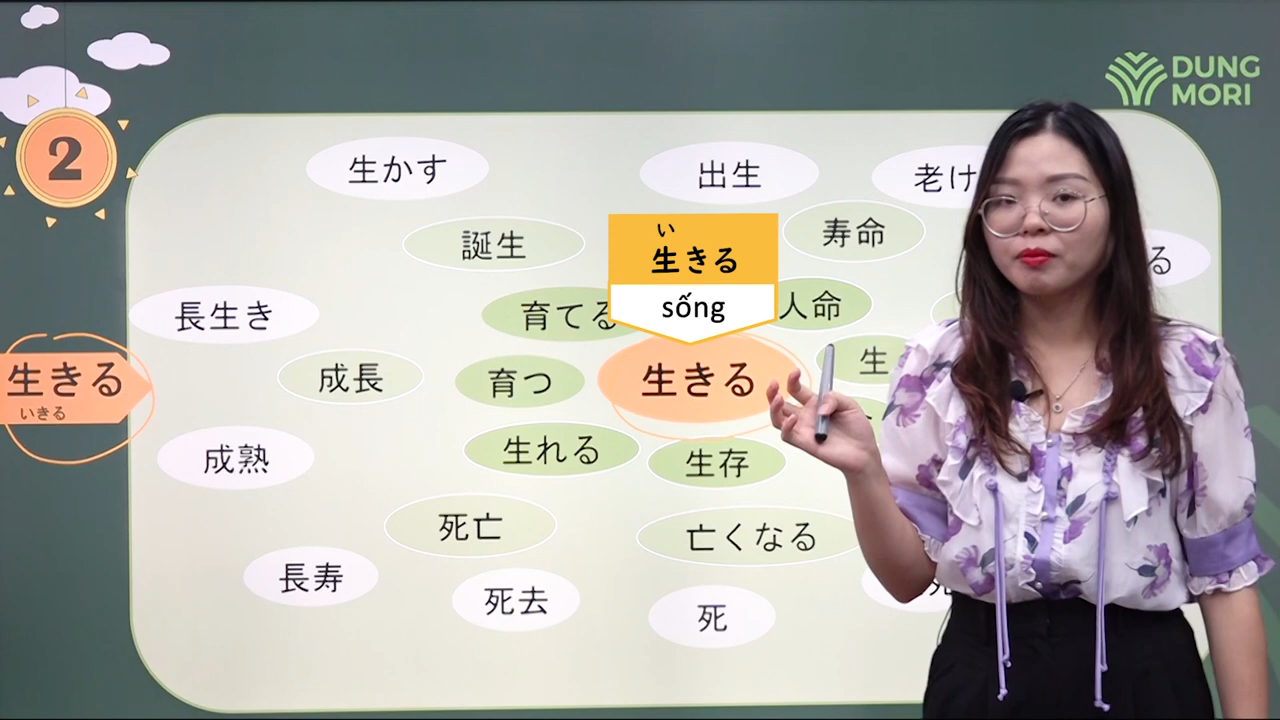 DUNG
MORI
2
生かす
出生
老け
誕生
寿命
い
生きる
sống
る
長生き
育てる
人命
生きる
いきる
成長
育つ
生きる
生
成熟
生れる
生存
死亡
亡くなる
長寿
死去
死